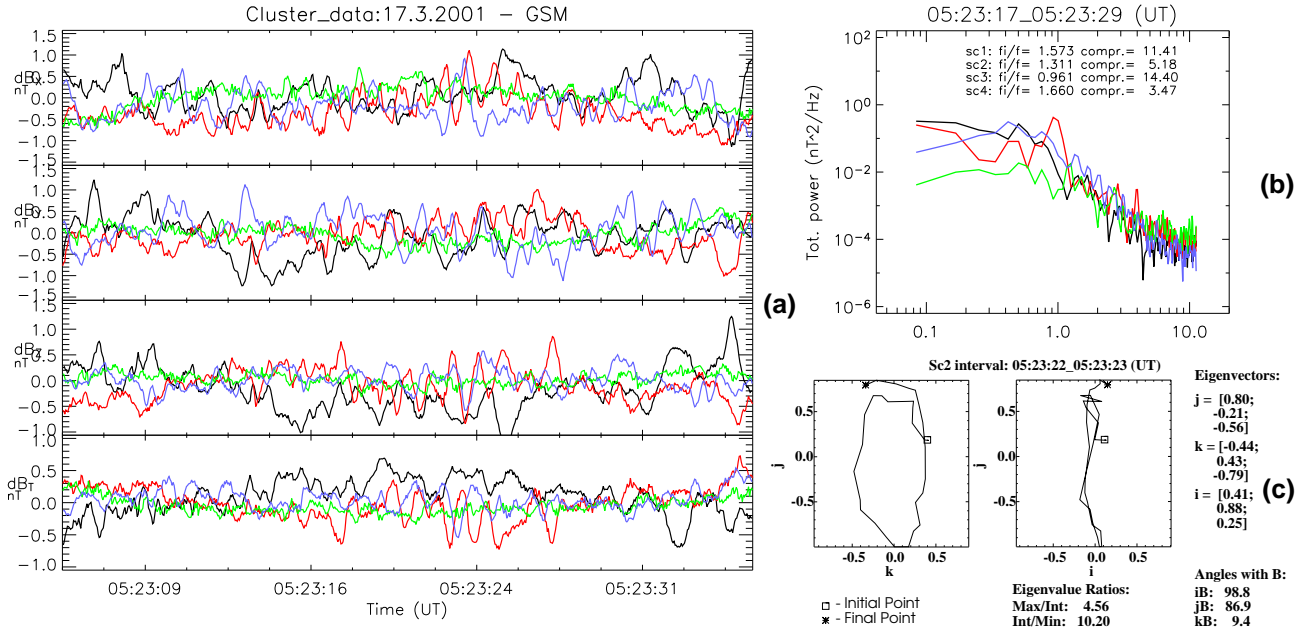 Cluster_data:17.3.2001 – GSM
1.5
1.0
0.5
0.0
−0.5
−1.0
−1.5
dBX
nT
1.5
1.0
0.5
0.0
−0.5
−1.0
−1.5
dBY
nT
1.0
0.5
0.0
−0.5
−1.0
dBZ
nT
1.0
0.5
0.0
−0.5
−1.0
dBT
nT
05:23:09
05:23:16
05:23:24
05:23:31
Time (UT)
(a)
05:23:17_05:23:29 (UT)
sc1: fi/f= 1.573 compr.= 11.41
sc2: fi/f= 1.311 compr.= 5.18
sc3: fi/f= 0.961 compr.= 14.40
sc4: fi/f= 1.660 compr.= 3.47
Tot. power (nT^2/Hz)
10^2
10^0
10^−2
10^−4
10^−6
0.1
1.0
10.0
(b)
Sc2 interval: 05:23:22_05:23:23 (UT)
j
0.5
0.0
-0.5
-0.5
0.0
0.5
k
j
0.5
0.0
-0.5
-0.5
0.0
0.5
i
Eigenvectors:
j = [0.80;
-0.21;
-0.56]
k = [-0.44;
0.43;
-0.79]
i = [0.41;
0.88;
0.25]
(c)
- Initial Point
- Final Point
Eigenvalue Ratios:
Max/Int: 4.56
Int/Min: 10.20
Angles with B:
iB: 98.8
jB: 86.9
kB: 9.4